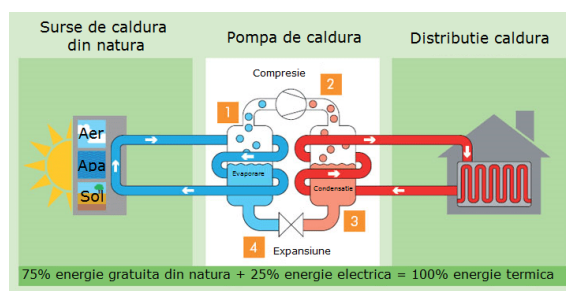 Surse de caldura
din natura
Pompa de caldura
Distributie caldura
Compresie
1
2
Aer
Apa
Sol
Evaporare
Condensatie
4
3
Expansiune
75% energie gratuita din natura + 25% energie electrica = 100% energie termica